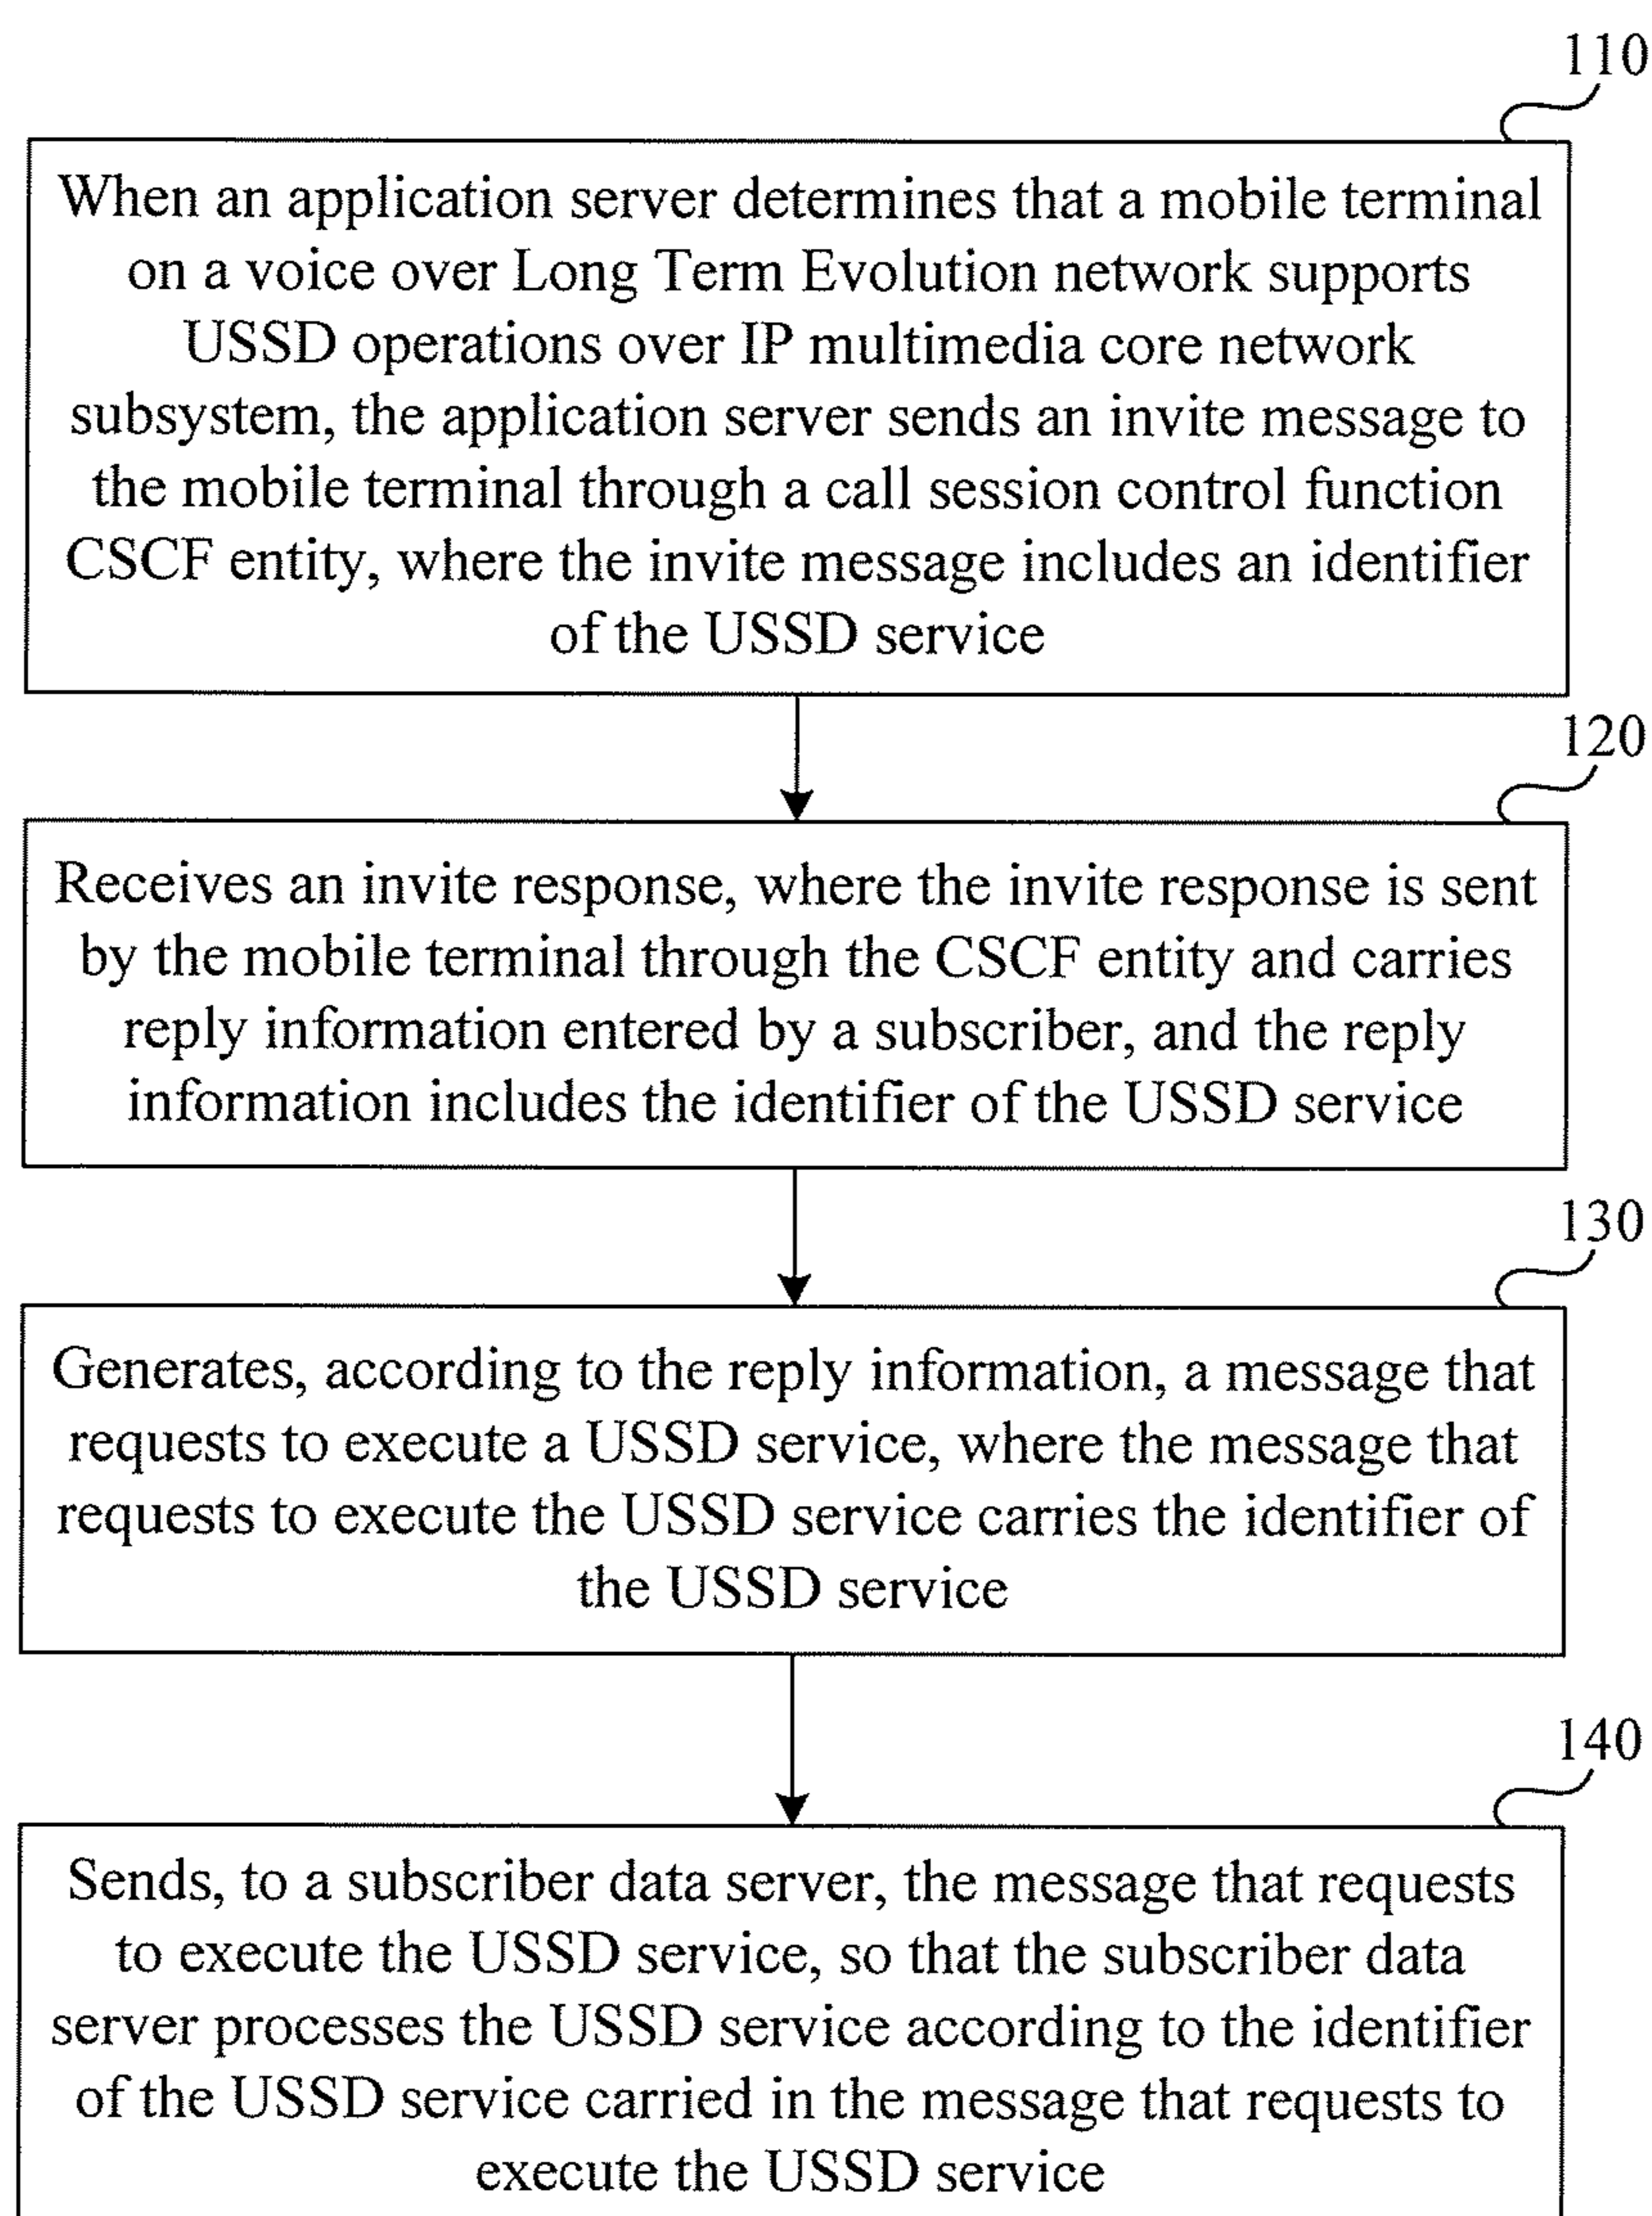 110
When an application server determines that a mobile terminal
on a voice over Long Term Evolution network supports
USSD operations over IP multimedia core network
subsystem, the application server sends an invite message to
the mobile terminal through a call session control function
CSCF entity, where the invite message includes an identifier
of the USSD service
120
Receives an invite response, where the invite response is sent
by the mobile terminal through the CSCF entity and carries
reply information entered by a subscriber, and the reply
information includes the identifier of the USSD service
130
Generates, according to the reply information, a message that
requests to execute a USSD service, where the message that
requests to execute the USSD service carries the identifier of
the USSD service
140
Sends, to a subscriber data server, the message that requests
to execute the USSD service, so that the subscriber data
server processes the USSD service according to the identifier
of the USSD service carried in the message that requests to
execute the USSD service